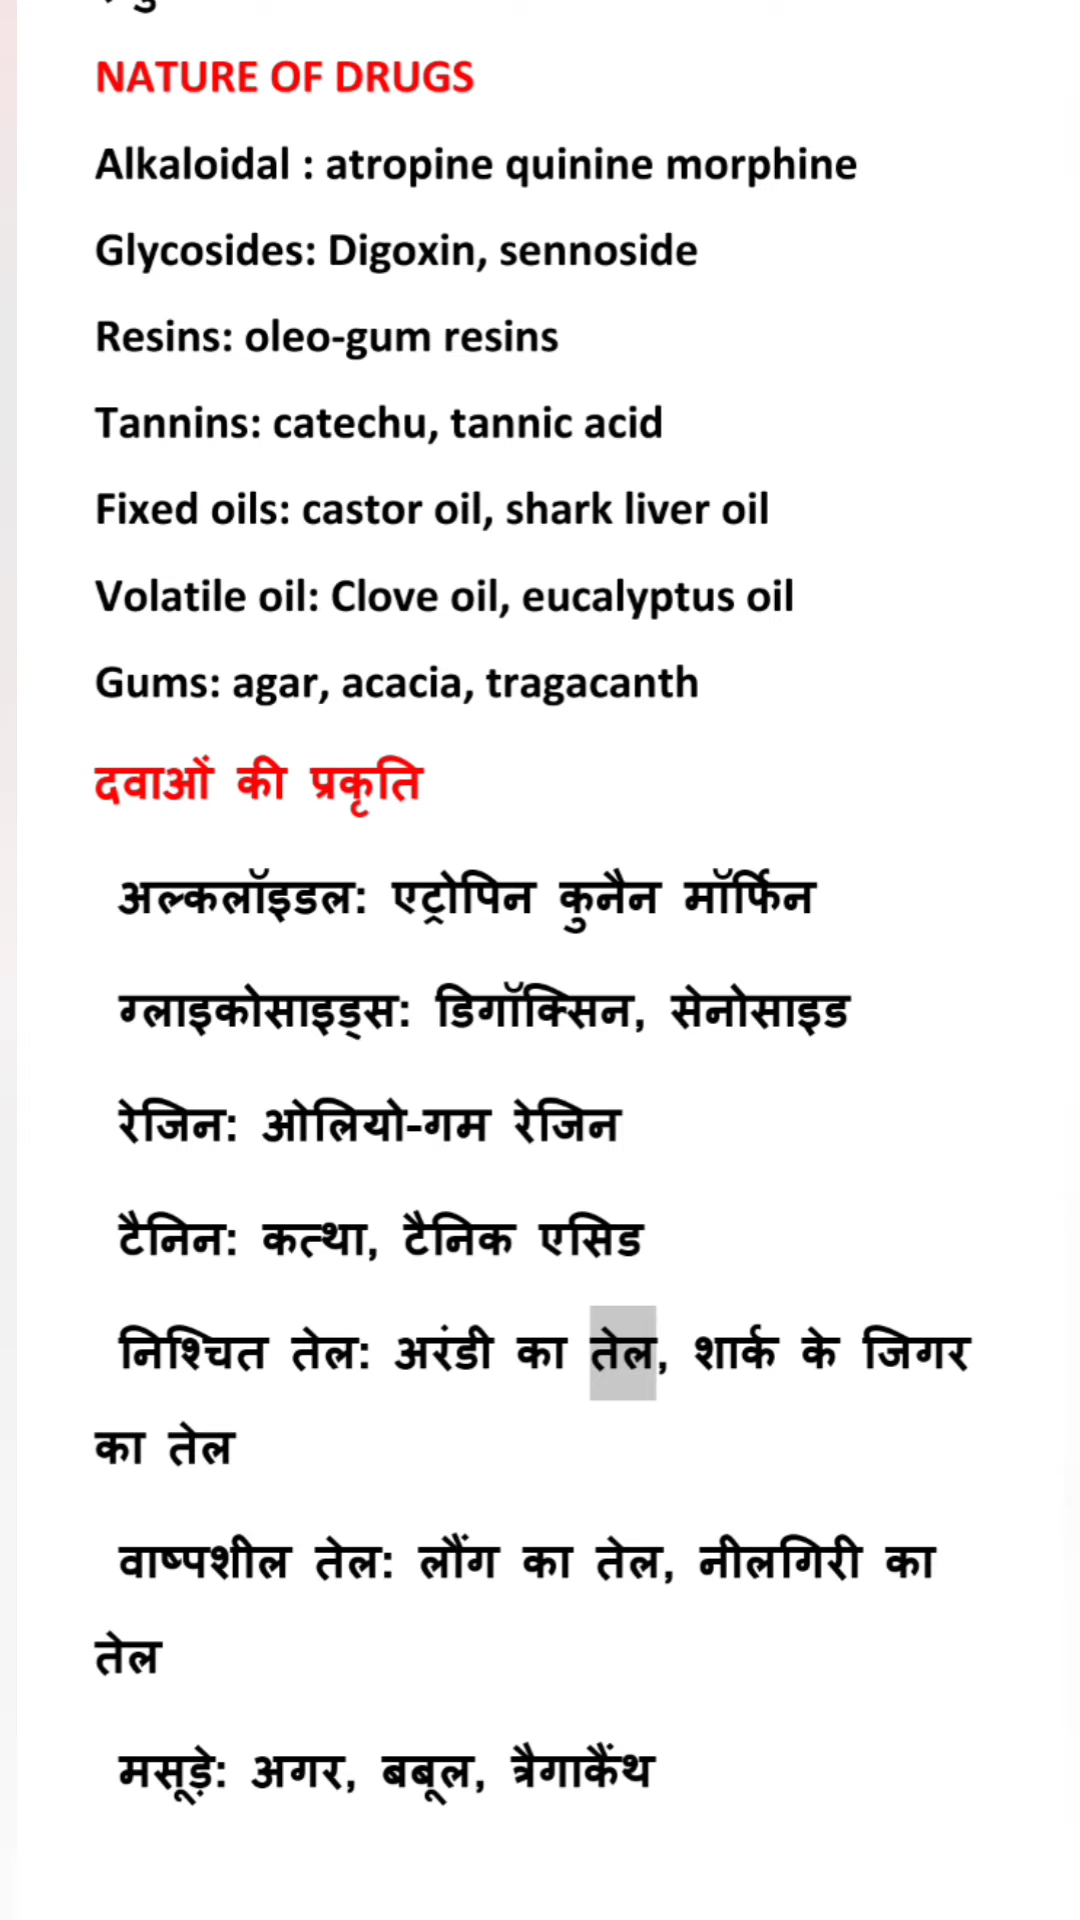 NATURE OF DRUGS
Alkaloidal : atropine quinine morphine
Glycosides: Digoxin, sennoside
Resins: oleo-gum resins
Tannins: catechu, tannic acid
Fixed oils: castor oil, shark liver oil
Volatile oil: Clove oil, eucalyptus oil
Gums: agar, acacia, tragacanth
दवाओं की प्रकृति
अल्कलॉइडल: एट्रोपिन कुनैन मॉर्फिन
ग्लाइकोसाइड्स: डिगॉक्सिन, सेनोसाइड
रेजिन: ओलियो-गम रेजिन
टैनिन: कत्था, टैनिक एसिड
निश्चित तेल: अरंडी का तेल, शार्क के जिगर
का तेल
वाष्पशील तेल: लौंग का तेल, नीलगिरी का
तेल
मसूड़े: अगर, बबूल, त्रैगाकैंथ